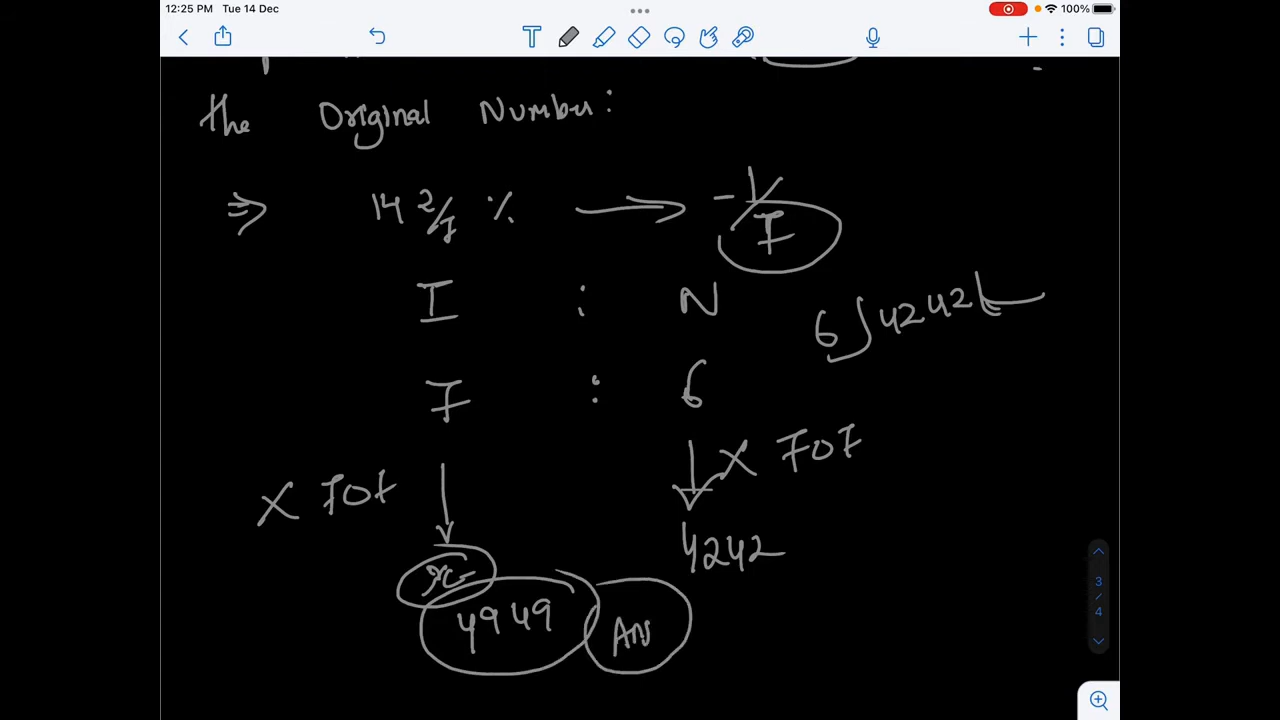 12:25 PM Tue 14 Dec 100%
the Original Number:
⇒ 14 2/7 % → -1/7
I : N
6)4242(
7 : 6
X 707
X 707
4242
x
4949 Ans
3
/
4